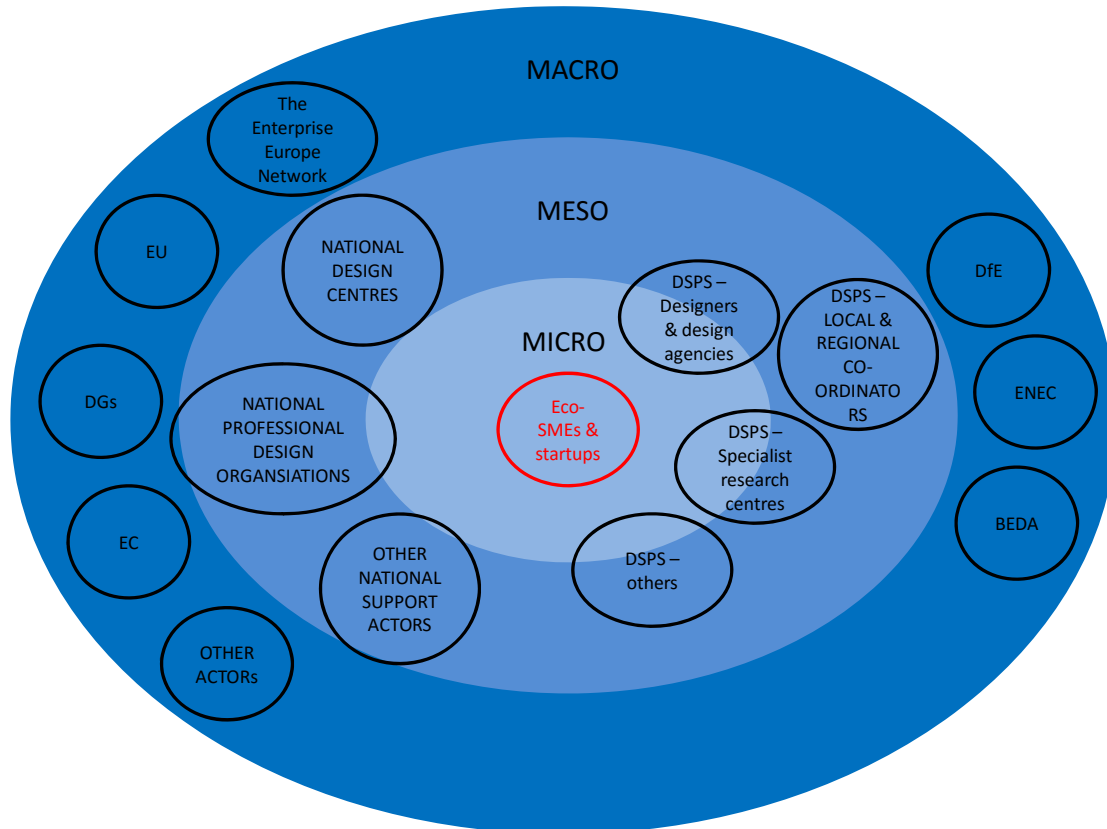 MACRO
The
Enterprise
Europe
Network
MESO
EU
NATIONAL
DESIGN
CENTRES
DfE
DSPS –
Designers
& design
agencies
DSPS –
LOCAL &
REGIONAL
CO-
ORDINATO
RS
MICRO
DGs
NATIONAL
PROFESSIONAL
DESIGN
ORGANSIATIONS
Eco-
SMEs &
startups
ENEC
DSPS –
Specialist
research
centres
EC
OTHER
NATIONAL
SUPPORT
ACTORS
DSPS –
others
BEDA
OTHER
ACTORs